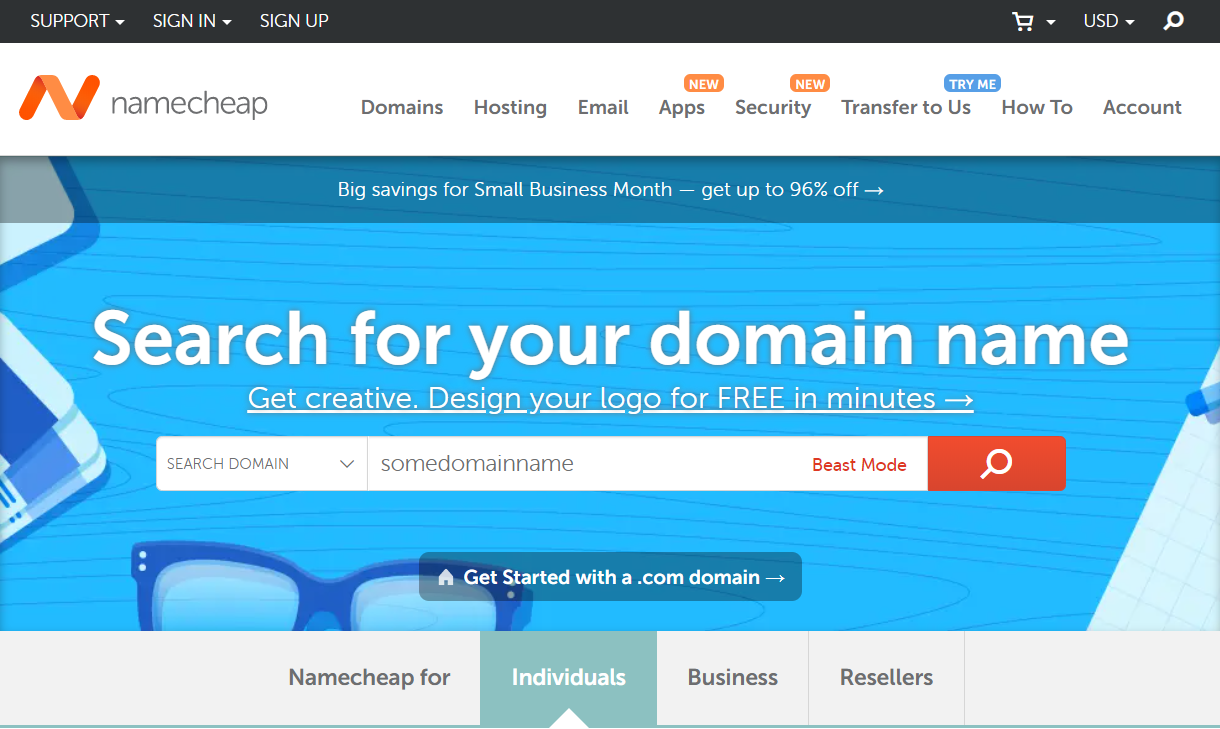 SUPPORT SIGN IN SIGN UP USD
NEW NEW TRY ME
namecheap Domains Hosting Email Apps Security Transfer to Us How To Account
Big savings for Small Business Month — get up to 96% off →
Search for your domain name
Get creative. Design your logo for FREE in minutes →
SEARCH DOMAIN somedomainname Beast Mode
Get Started with a .com domain →
Namecheap for Individuals Business Resellers